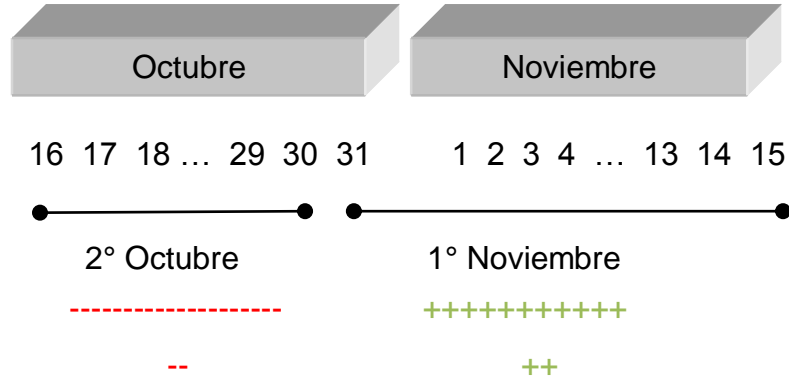 Octubre Noviembre
16 17 18 ... 29 30 31 1 2 3 4 ... 13 14 15
2° Octubre 1° Noviembre
-------------------- +++++++++++
-- ++